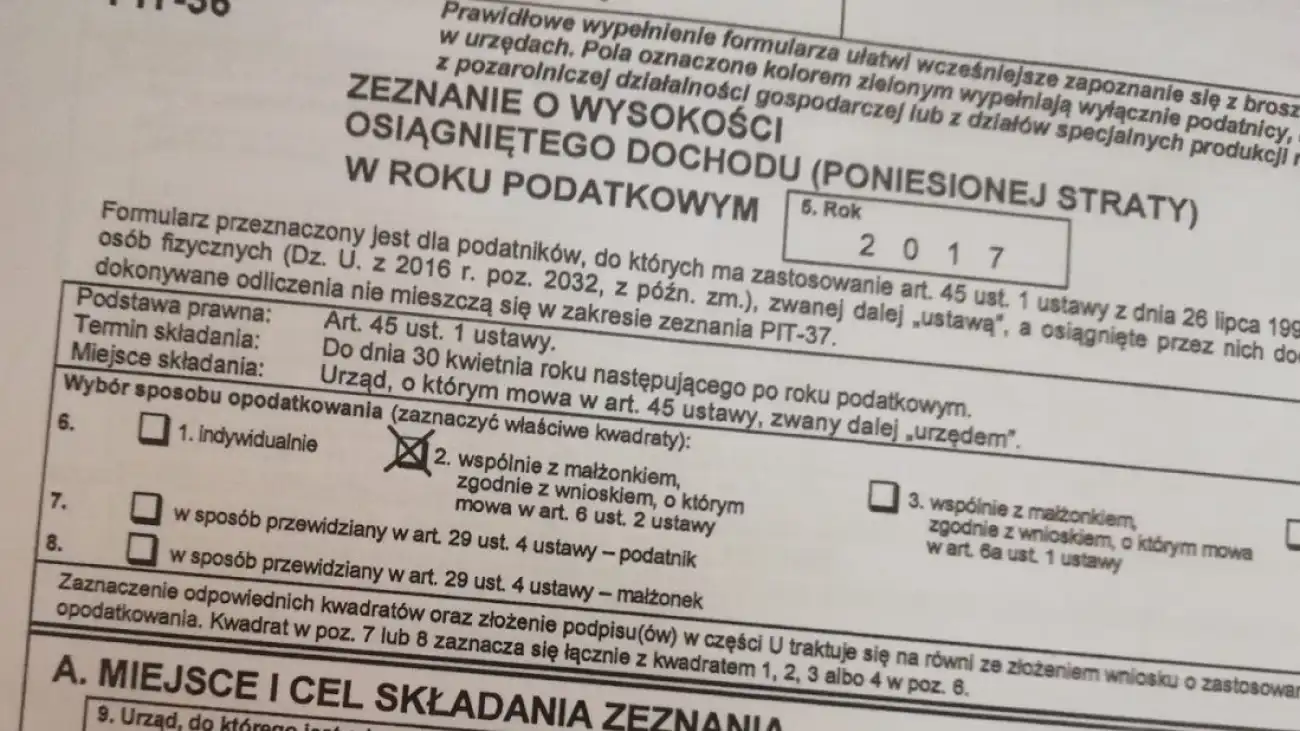 PIT-36
Prawidłowe wypełnienie formularza ułatwi wcześniejsze zapoznanie się z
w urzędach. Pola oznaczone kolorem zielonym wypełniają wyłącznie podatnicy,
z pozarolniczej działalności gospodarczej lub z działów specjalnych produkcji
ZEZNANIE O WYSOKOŚCI
OSIĄGNIĘTEGO DOCHODU (PONIESIONEJ STRATY)
W ROKU PODATKOWYM
5. Rok
2 0 1 7
Formularz przeznaczony jest dla podatników, do których ma zastosowanie art. 45 ust. 1 ustawy z dnia 26 lipca 199
osób fizycznych (Dz. U. z 2016 r. poz. 2032, z późn. zm.), zwanej dalej „ustawą”, a osiągnięte przez nich
dokonywane odliczenia nie mieszczą się w zakresie zeznania PIT-37.
Podstawa prawna: Art. 45 ust. 1 ustawy.
Termin składania: Do dnia 30 kwietnia roku następującego po roku podatkowym.
Miejsce składania: Urząd, o którym mowa w art. 45 ustawy, zwany dalej „urzędem”.
Wybór sposobu opodatkowania (zaznaczyć właściwe kwadraty):
6. 1. indywidualnie
2. wspólnie z małżonkiem,
zgodnie z wnioskiem, o którym
mowa w art. 6 ust. 2 ustawy
3. wspólnie z małżonkiem,
zgodnie z wnioskiem, o którym mowa
w art. 6a ust. 1 ustawy
7. w sposób przewidziany w art. 29 ust. 4 ustawy – podatnik
8. w sposób przewidziany w art. 29 ust. 4 ustawy – małżonek
Zaznaczenie odpowiednich kwadratów oraz złożenie podpisu(ów) w części U traktuje się na równi ze złożeniem wniosku o
opodatkowania. Kwadrat w poz. 7 lub 8 zaznacza się łącznie z kwadratem 1, 2, 3 albo 4 w poz. 6.
A. MIEJSCE I CEL SKŁADANIA ZEZNANIA
9. Urząd, do którego